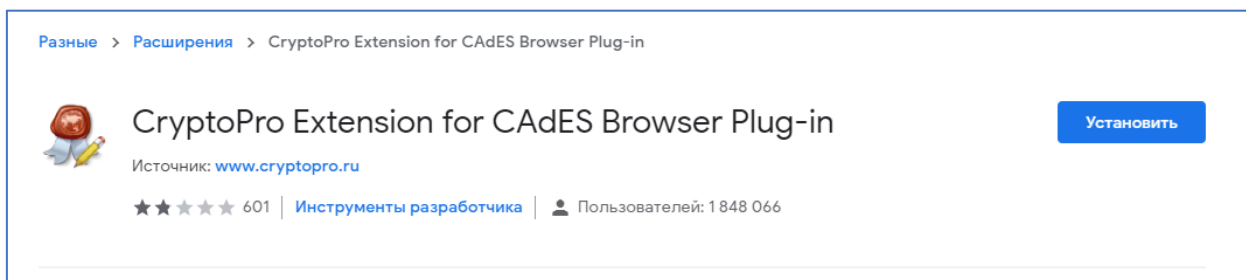 Разные > Расширения > CryptoPro Extension for CAdES Browser Plug-in
CryptoPro Extension for CAdES Browser Plug-in
Установить
Источник: www.cryptopro.ru
601 | Инструменты разработчика | Пользователей: 1 848 066